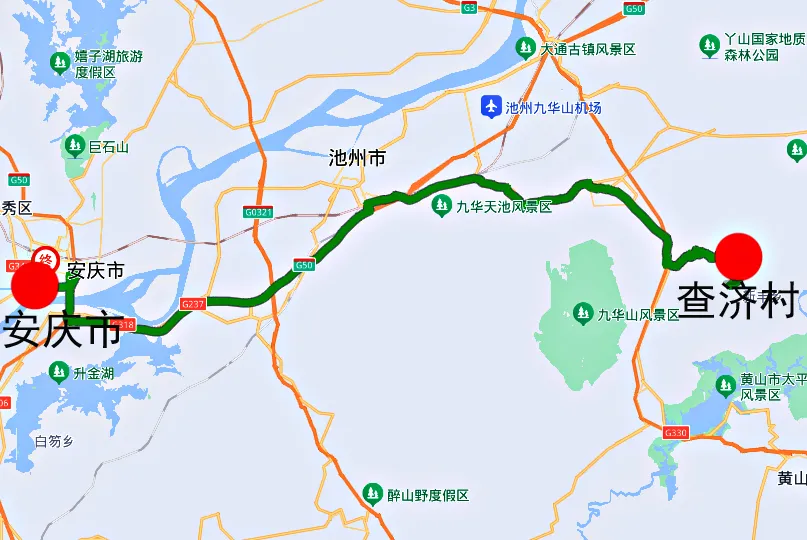 G3
G50
嬉子湖旅游
度假区
大通古镇风景区
丫山国家地质
森林公园
池州九华山机场
巨石山
池州市
G50
秀区
G0321
九华天池风景区
终
安庆市
G50
安庆市
G237
G318
查济村
九华山风景区
升金湖
黄山市太平
风景区
白笏乡
G330
黄山
醉山野度假区